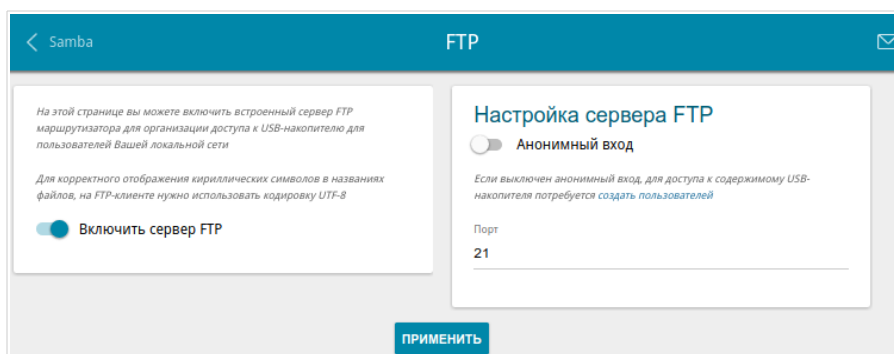 Samba
FTP
На этой странице вы можете включить встроенный сервер FTP
маршрутизатора для организации доступа к USB-накопителю для
пользователей Вашей локальной сети
Для корректного отображения кириллических символов в названиях
файлов, на FTP-клиенте нужно использовать кодировку UTF-8
Включить сервер FTP
Настройка сервера FTP
Анонимный вход
Если выключен анонимный вход, для доступа к содержимому USB-
накопителя потребуется создать пользователей
Порт
21
ПРИМЕНИТЬ